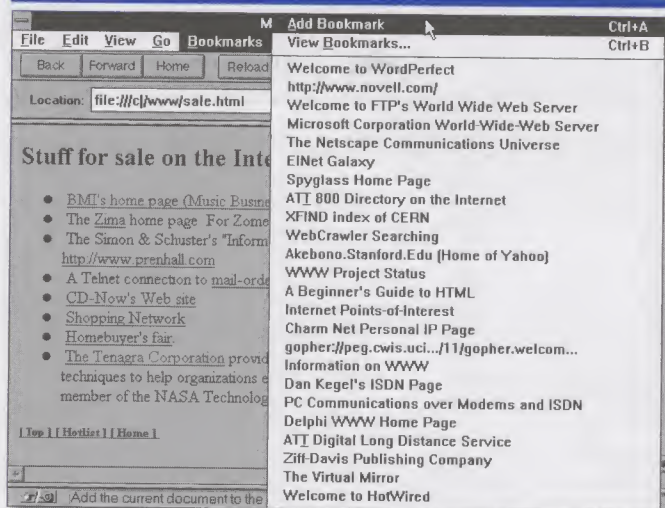 M
File Edit View Go Bookmarks
Back Forward Home Reload
Location: file:///c|/www/sale.html
Stuff for sale on the Inte
BMI's home page (Music Busine
The Zima home page For Zome
The Simon & Schuster's "Inform
http://www.prenhall.com
A Telnet connection to mail-orde
CD-Now's Web site
Shopping Network
Homebuyer's fair.
The Tenagra Corporation provid
techniques to help organizations e
member of the NASA Technolog
[ Top ] [ Hotlist ] [ Home ]
Add the current document to the
Add Bookmark Ctrl+A
View Bookmarks... Ctrl+B
Welcome to WordPerfect
http://www.novell.com/
Welcome to FTP's World Wide Web Server
Microsoft Corporation World-Wide-Web Server
The Netscape Communications Universe
EINet Galaxy
Spyglass Home Page
ATT 800 Directory on the Internet
XFIND index of CERN
WebCrawler Searching
Akebono.Stanford.Edu (Home of Yahoo)
WWW Project Status
A Beginner's Guide to HTML
Internet Points-of-Interest
Charm Net Personal IP Page
gopher://peg.cwis.uci.../11/gopher.welcom...
Information on WWW
Dan Kegel's ISDN Page
PC Communications over Modems and ISDN
Delphi WWW Home Page
ATT Digital Long Distance Service
Ziff-Davis Publishing Company
The Virtual Mirror
Welcome to HotWired